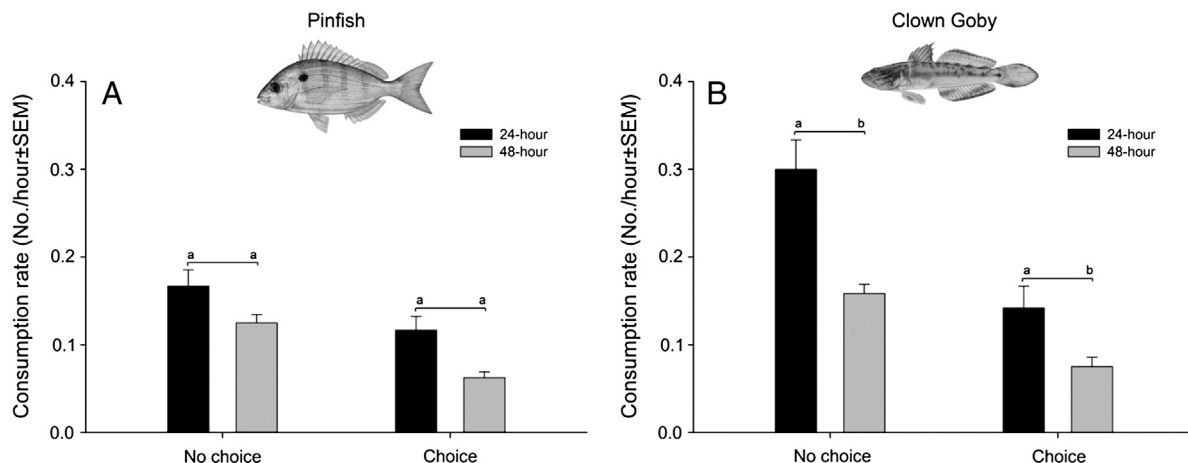 Pinfish
A
Consumption rate (No./hour±SEM)
0.4
0.3
0.2
0.1
0.0
24-hour
48-hour
a a
a a
No choice Choice
Clown Goby
B
Consumption rate (No./hour±SEM)
0.4
0.3
0.2
0.1
0.0
24-hour
48-hour
a b
a b
No choice Choice